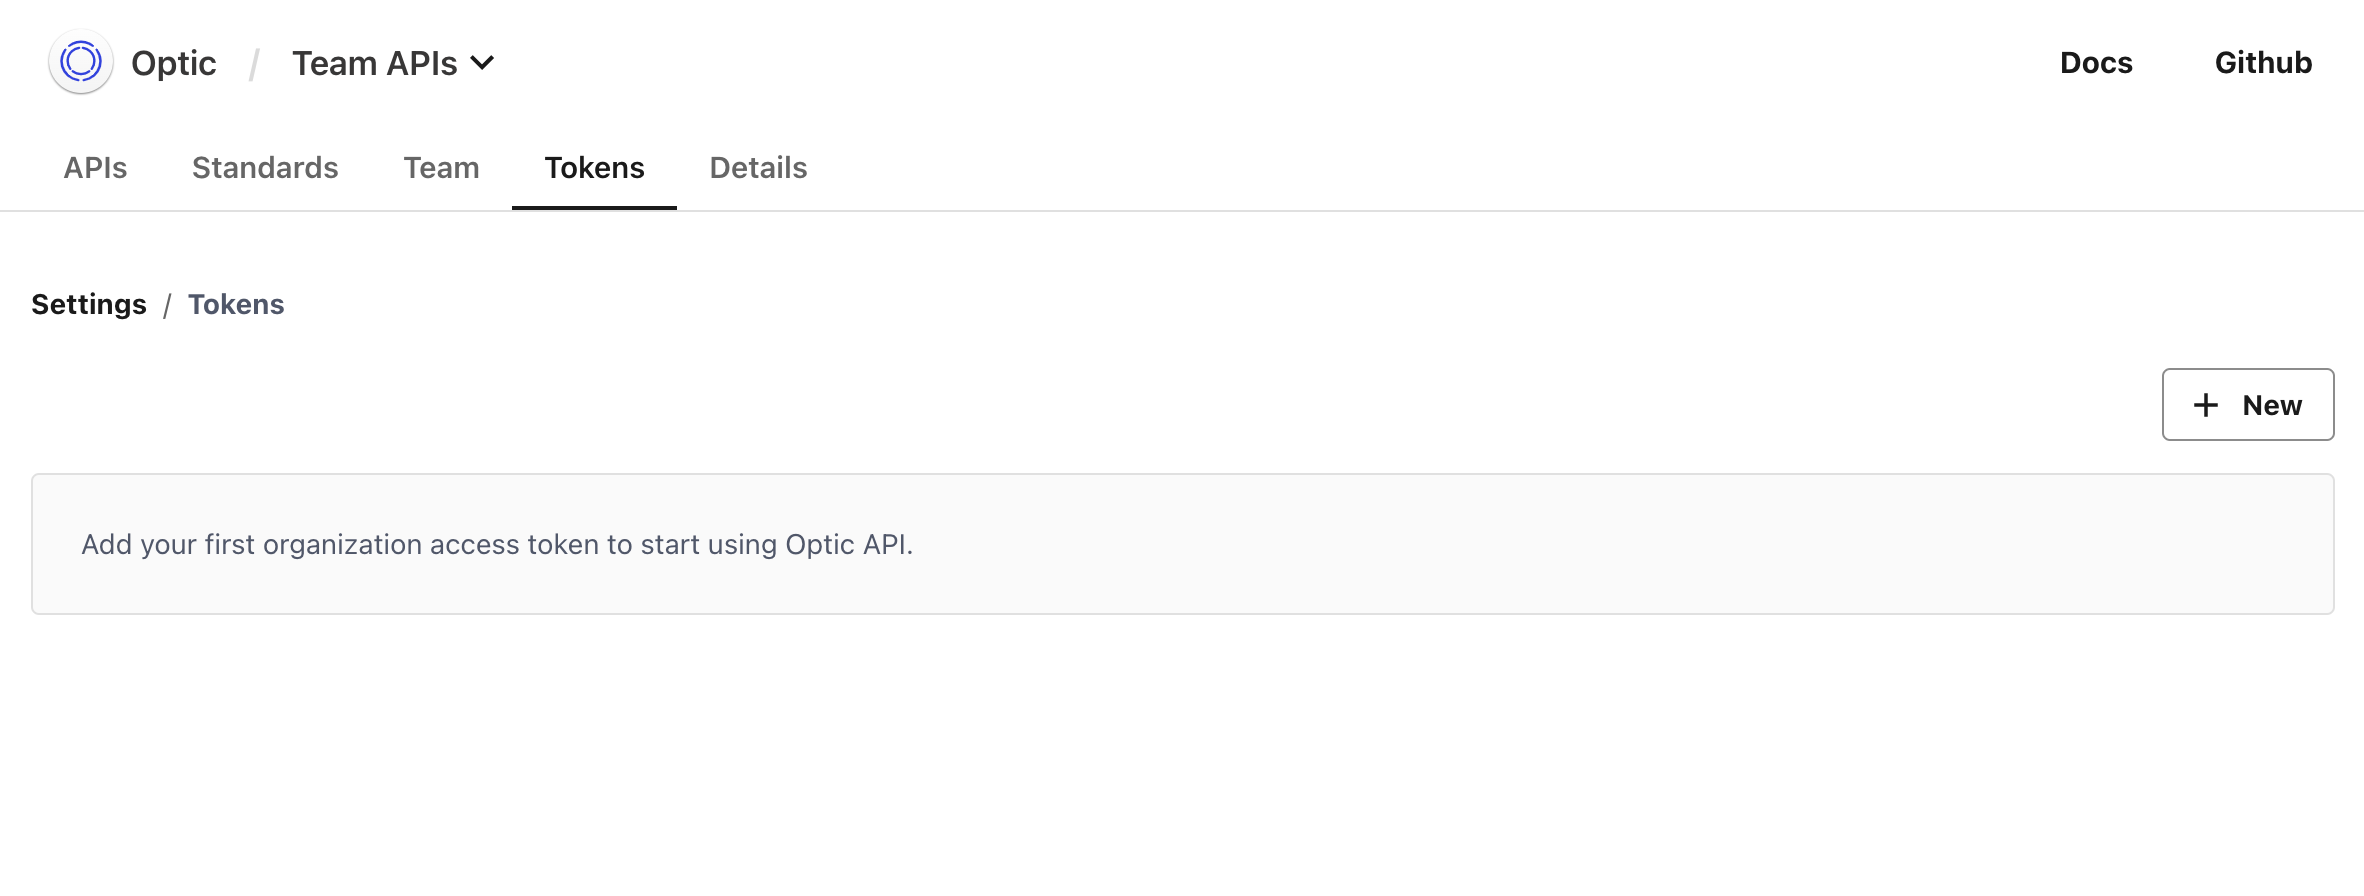 Optic / Team APIs
Docs
Github
APIs
Standards
Team
Tokens
Details
Settings / Tokens
+ New
Add your first organization access token to start using Optic API.